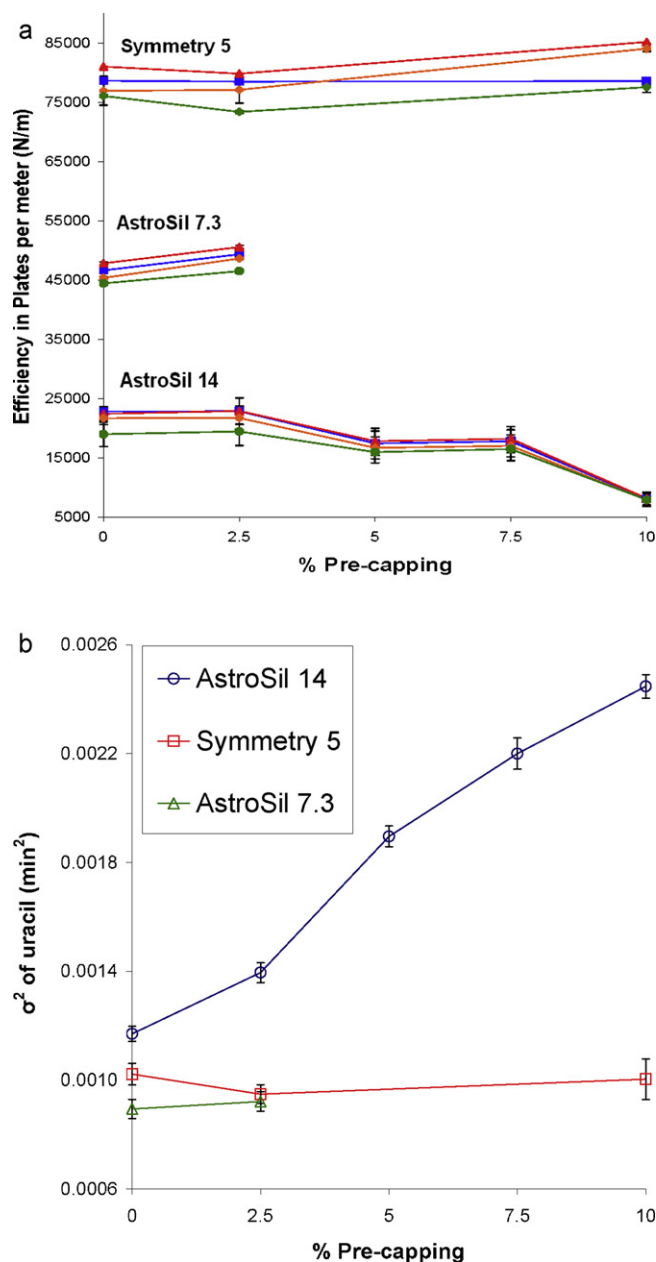 a
Efficiency in Plates per meter (N/m)
85000
75000
65000
55000
45000
35000
25000
15000
5000
Symmetry 5
AstroSil 7.3
AstroSil 14
0 2.5 5 7.5 10
% Pre-capping
b
σ² of uracil (min²)
0.0026
0.0022
0.0018
0.0014
0.0010
0.0006
AstroSil 14
Symmetry 5
AstroSil 7.3
0 2.5 5 7.5 10
% Pre-capping